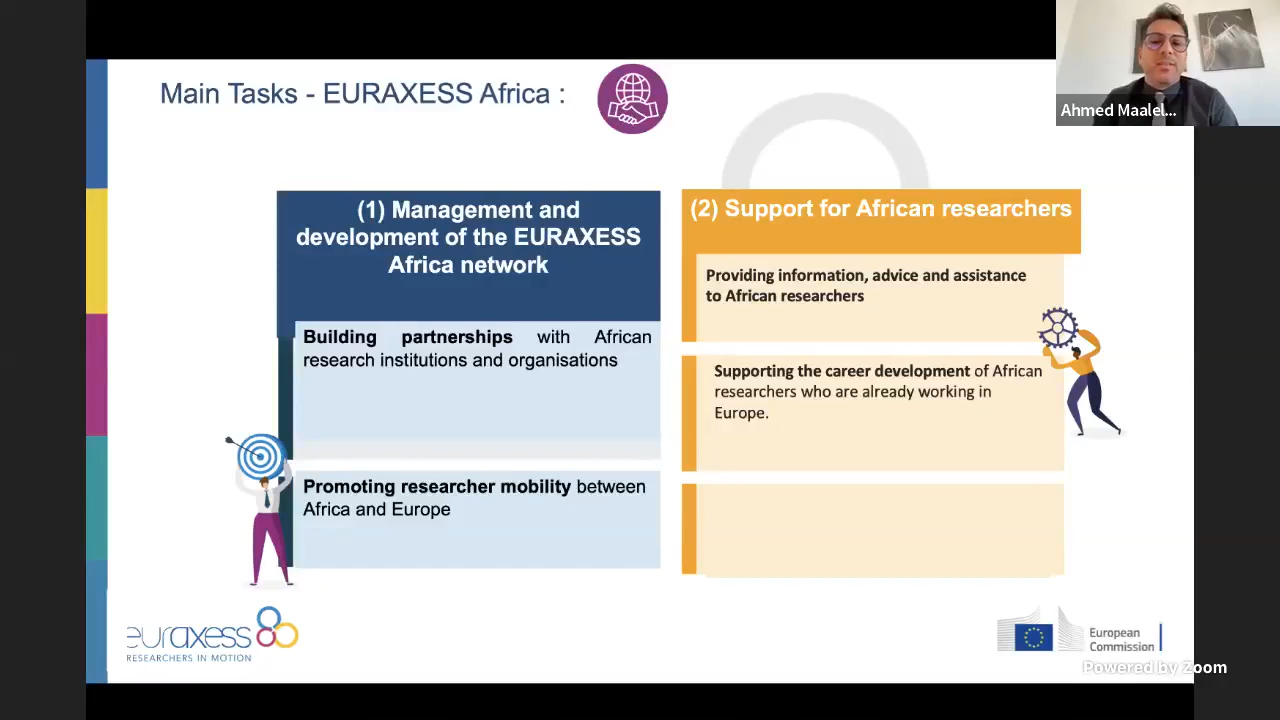 Main Tasks - EURAXESS Africa :
Ahmed Maalel...
(1) Management and
development of the EURAXESS
Africa network
Building partnerships with African
research institutions and organisations
Promoting researcher mobility between
Africa and Europe
(2) Support for African researchers
Providing information, advice and assistance
to African researchers
Supporting the career development of African
researchers who are already working in
Europe.
euraxess
RESEARCHERS IN MOTION
European
Commission
Powered by Zoom